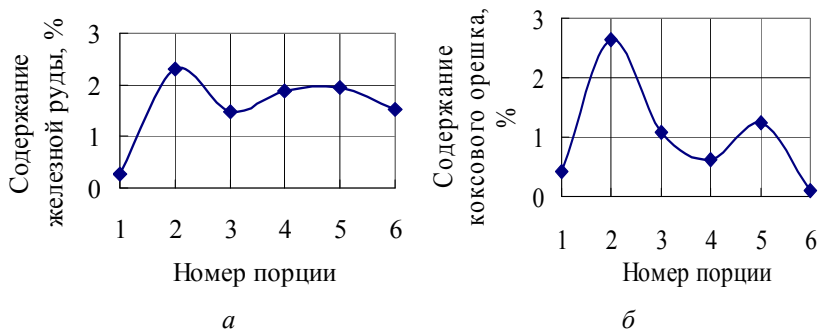 Содержание
железной руды, %
3
2
1
0
1 2 3 4 5 6
Номер порции
а
Содержание
коксового орешка,
%
3
2
1
0
1 2 3 4 5 6
Номер порции
б